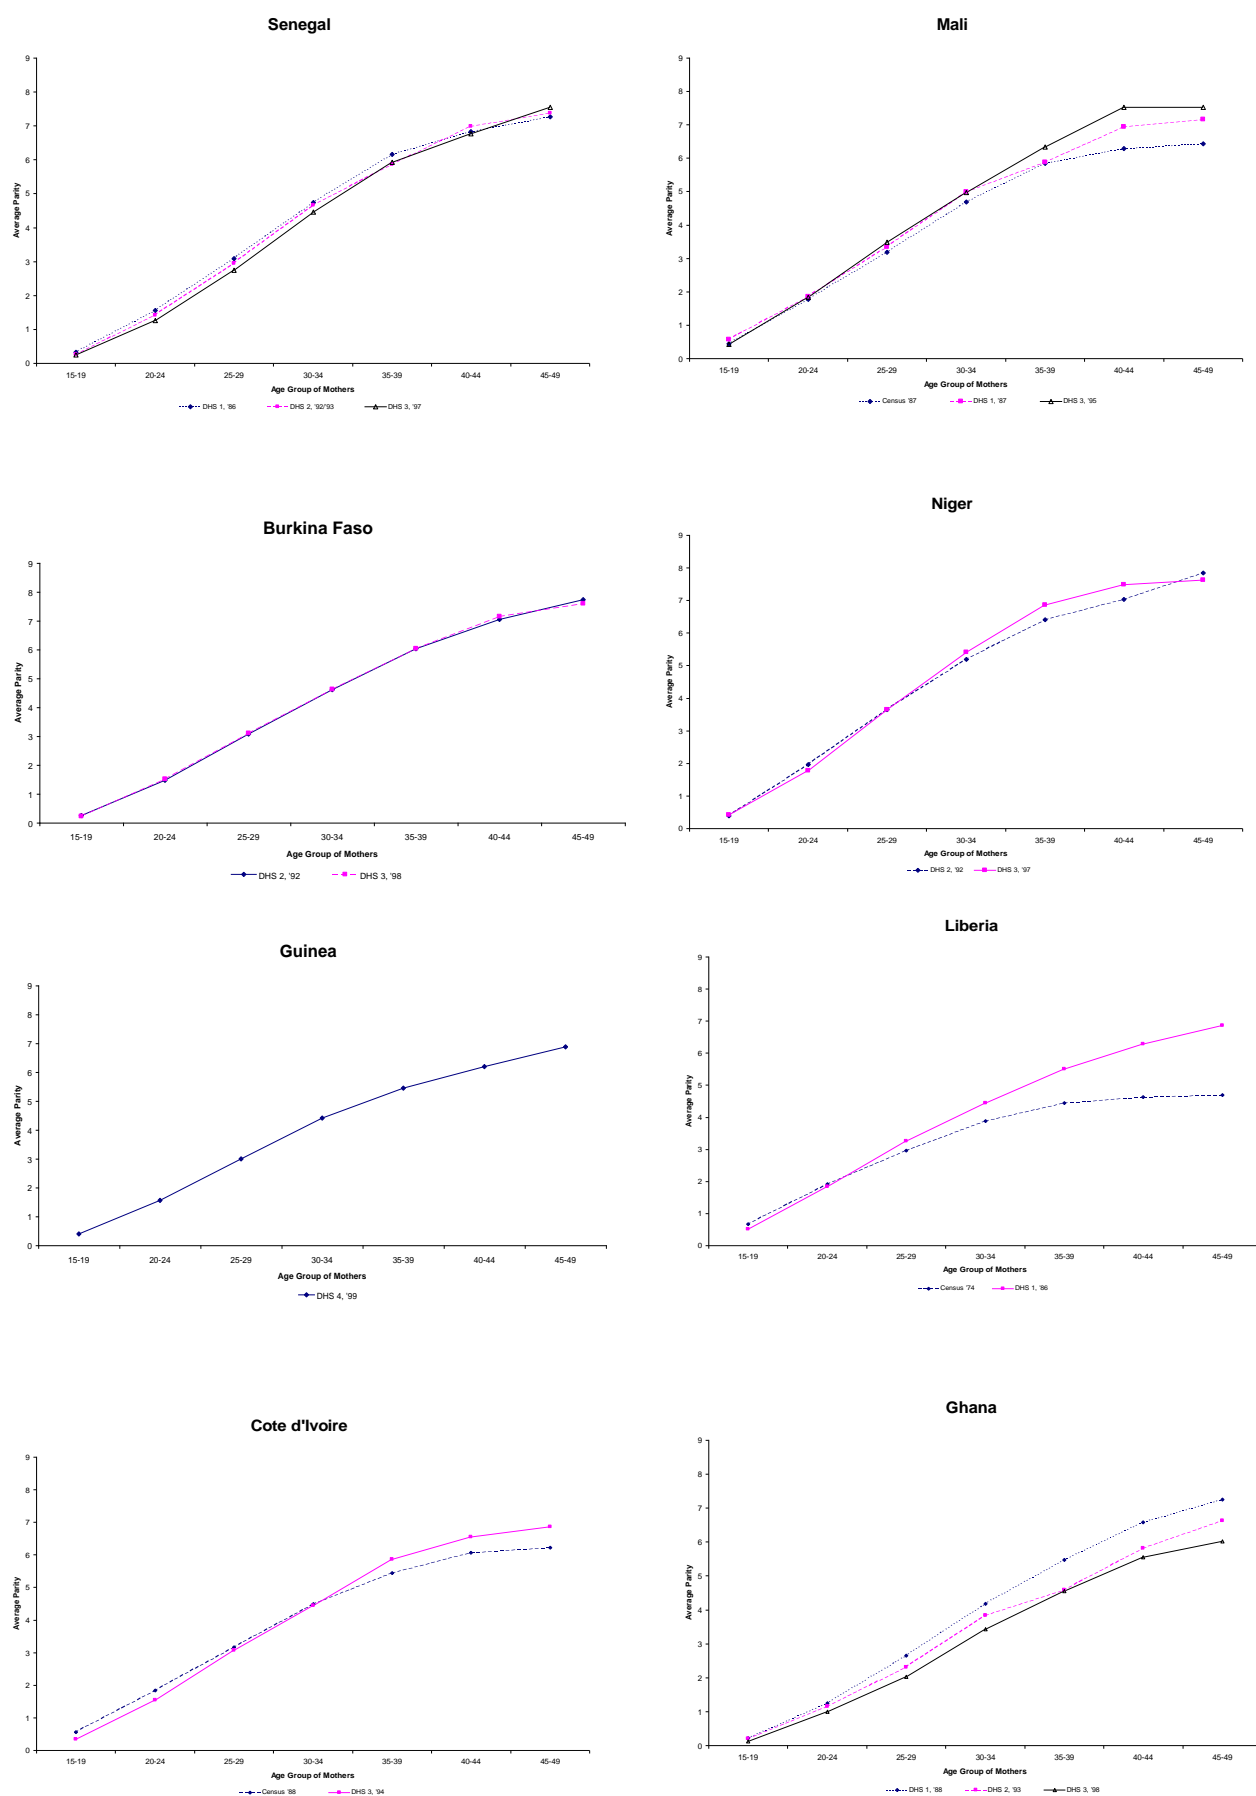 Senegal
9
8
7
6
5
4
3
2
1
0
Average Parity
15-19 20-24 25-29 30-34 35-39 40-44 45-49
Age Group of Mothers
DHS 1, '86 DHS 2, '92/'93 DHS 3, '97
Mali
9
8
7
6
5
4
3
2
1
0
Average Parity
15-19 20-24 25-29 30-34 35-39 40-44 45-49
Age Group of Mothers
Census '87 DHS 1, '87 DHS 3, '95
Burkina Faso
9
8
7
6
5
4
3
2
1
0
Average Parity
15-19 20-24 25-29 30-34 35-39 40-44 45-49
Age Group of Mothers
DHS 2, '92 DHS 3, '98
Niger
9
8
7
6
5
4
3
2
1
0
Average Parity
15-19 20-24 25-29 30-34 35-39 40-44 45-49
Age Group of Mothers
DHS 2, '92 DHS 3, '97
Guinea
9
8
7
6
5
4
3
2
1
0
Average Parity
15-19 20-24 25-29 30-34 35-39 40-44 45-49
Age Group of Mothers
DHS 4, '99
Liberia
9
8
7
6
5
4
3
2
1
0
Average Parity
15-19 20-24 25-29 30-34 35-39 40-44 45-49
Age Group of Mothers
Census '74 DHS 1, '86
Cote d'Ivoire
9
8
7
6
5
4
3
2
1
0
Average Parity
15-19 20-24 25-29 30-34 35-39 40-44 45-49
Age Group of Mothers
Census '88 DHS 3, '94
Ghana
9
8
7
6
5
4
3
2
1
0
Average Parity
15-19 20-24 25-29 30-34 35-39 40-44 45-49
Age Group of Mothers
DHS 1, '88 DHS 2, '93 DHS 3, '98